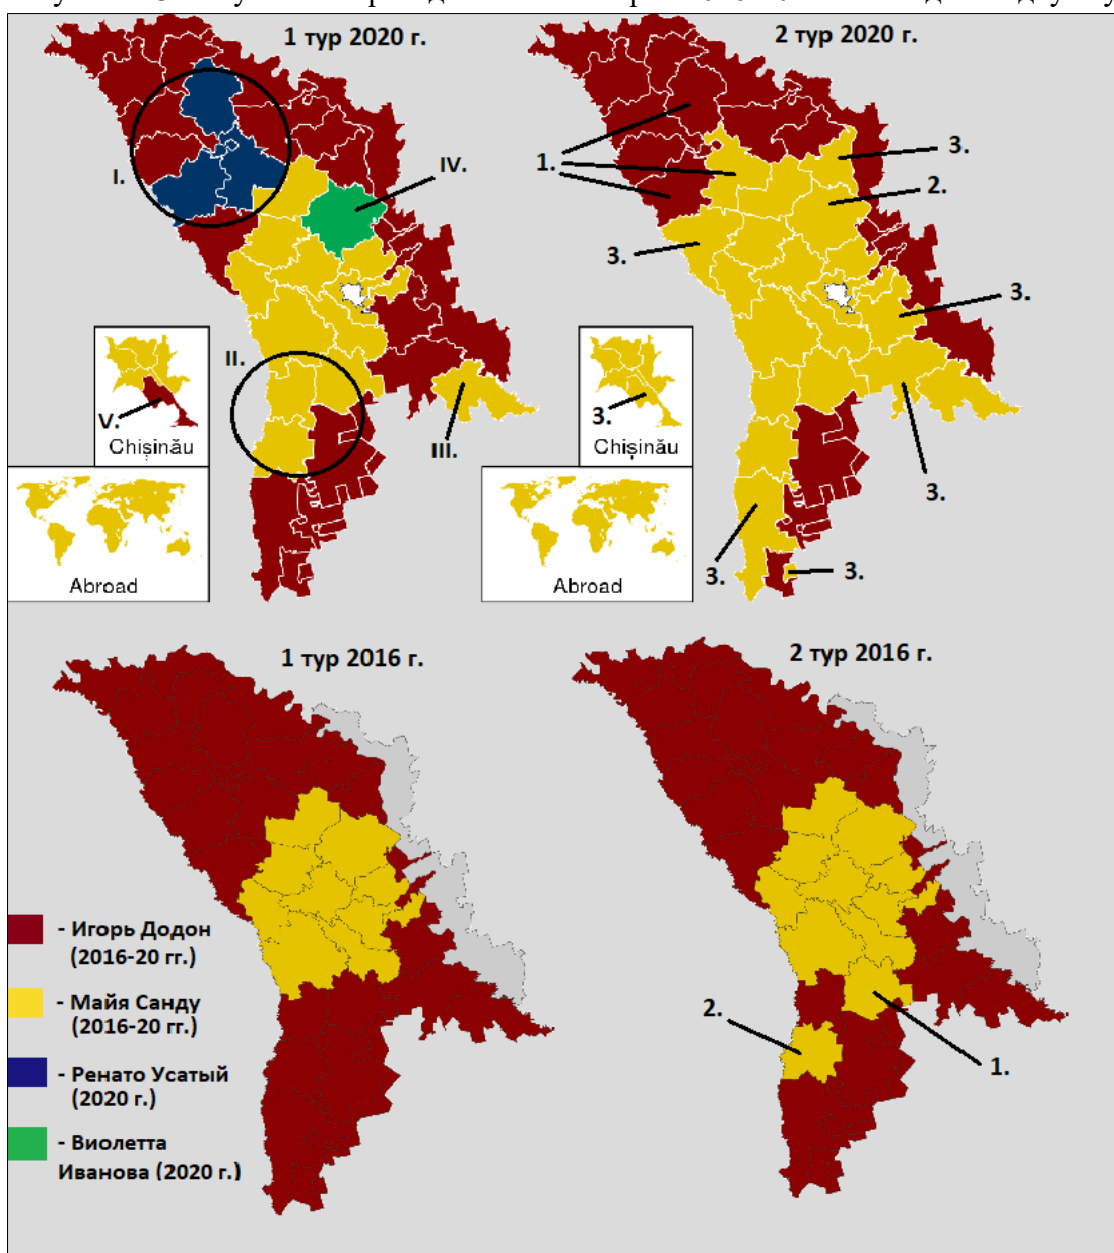 1 тур 2020 г.
2 тур 2020 г.
I.
IV.
1.
3.
2.
3.
3.
II.
V.
III.
3.
Chișinău
Chișinău
3.
3.
3.
Abroad
Abroad
1 тур 2016 г.
2 тур 2016 г.
- Игорь Додон
(2016-20 гг.)
- Майя Санду
(2016-20 гг.)
2.
1.
- Ренато Усатый
(2020 г.)
- Виолетта
Иванова (2020 г.)